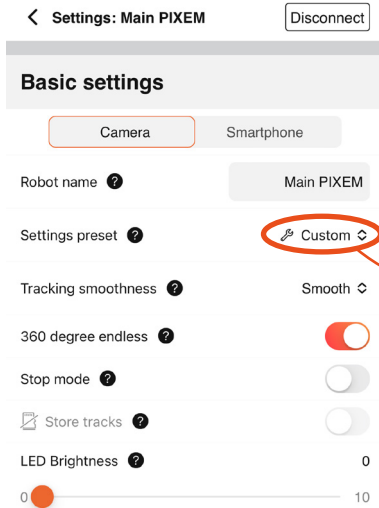 Settings: Main PIXEM Disconnect
Basic settings
Camera Smartphone
Robot name ? Main PIXEM
Settings preset ? Custom
Tracking smoothness ? Smooth
360 degree endless ?
Stop mode ?
Store tracks ?
LED Brightness ? 0
0 10